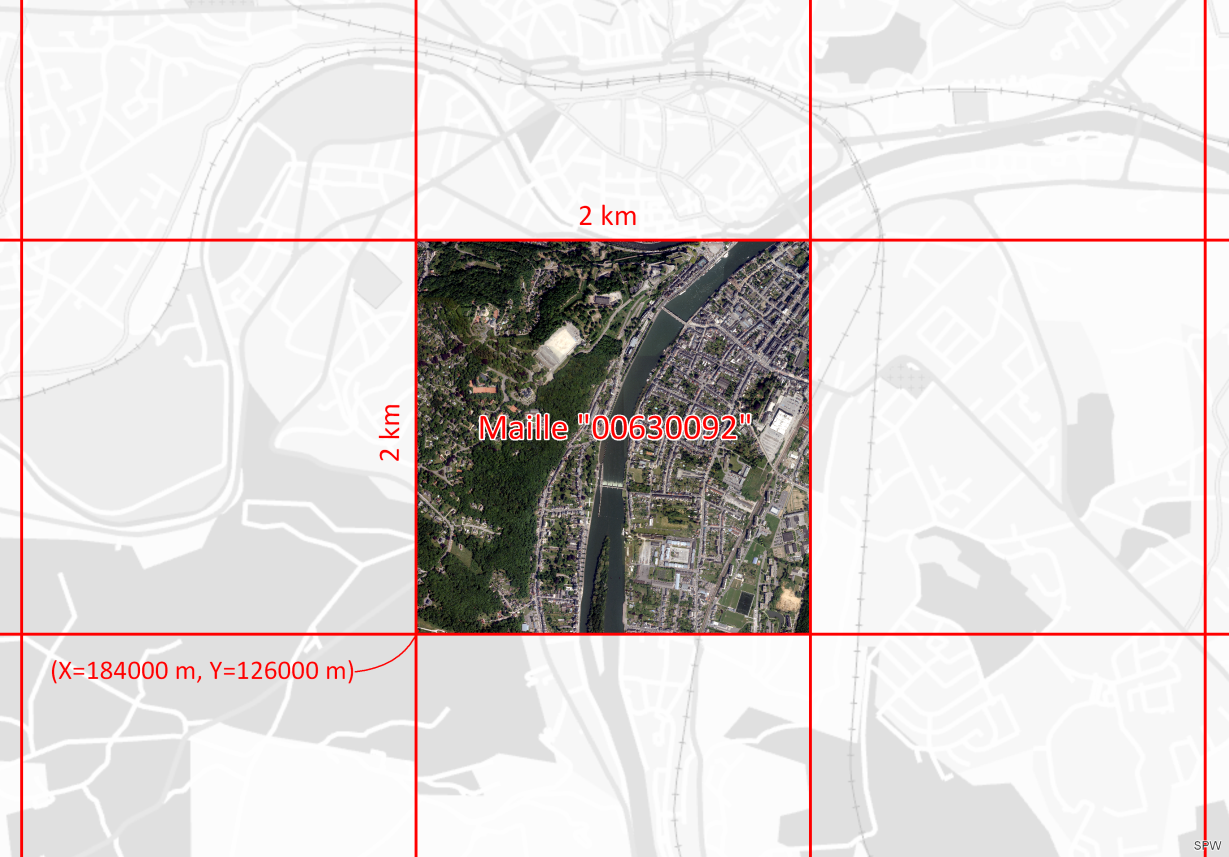 2 km
2 km
Maille "00630092"
(X=184000 m, Y=126000 m)
SPW